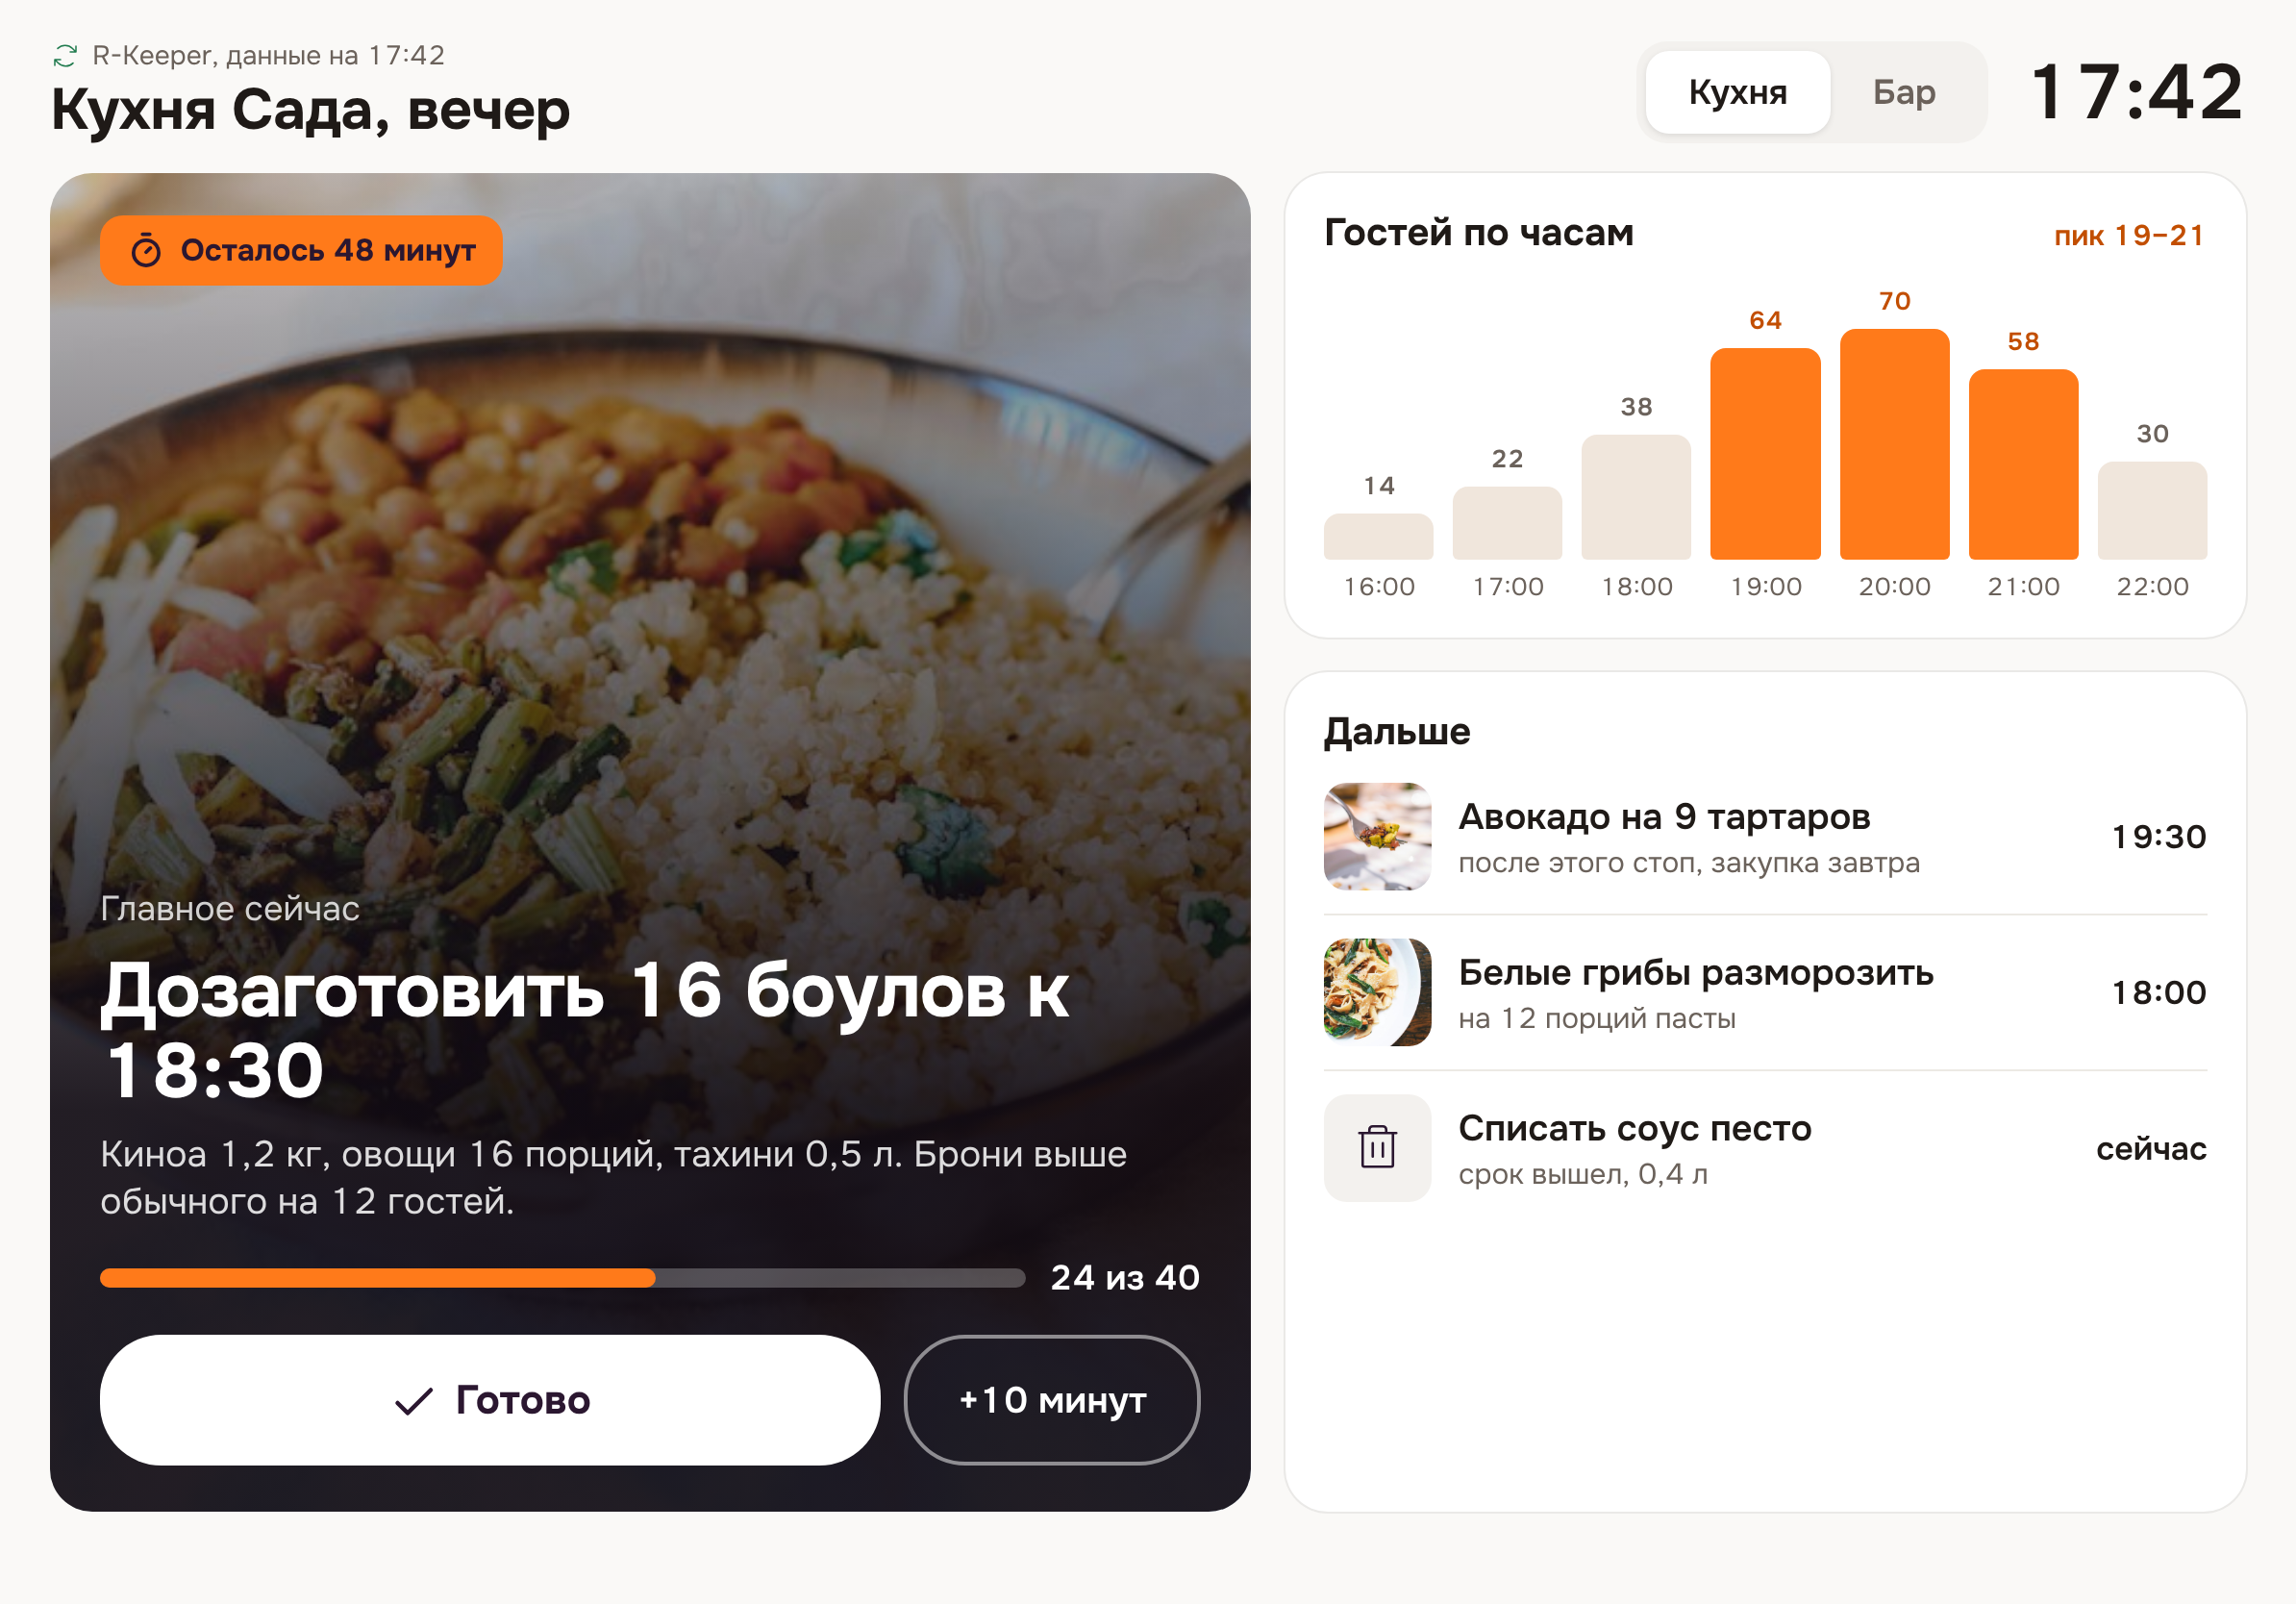 R-Keeper, данные на 17:42
Кухня Сада, вечер
Кухня
Бар
17:42
Осталось 48 минут
Главное сейчас
Дозаготовить 16 боулов к
18:30
Киноа 1,2 кг, овощи 16 порций, тахини 0,5 л. Брони выше
обычного на 12 гостей.
24 из 40
Готово
+10 минут
Гостей по часам
пик 19–21
14
22
38
64
70
58
30
16:00
17:00
18:00
19:00
20:00
21:00
22:00
Дальше
Авокадо на 9 тартаров
после этого стоп, закупка завтра
19:30
Белые грибы разморозить
на 12 порций пасты
18:00
Списать соус песто
срок вышел, 0,4 л
сейчас